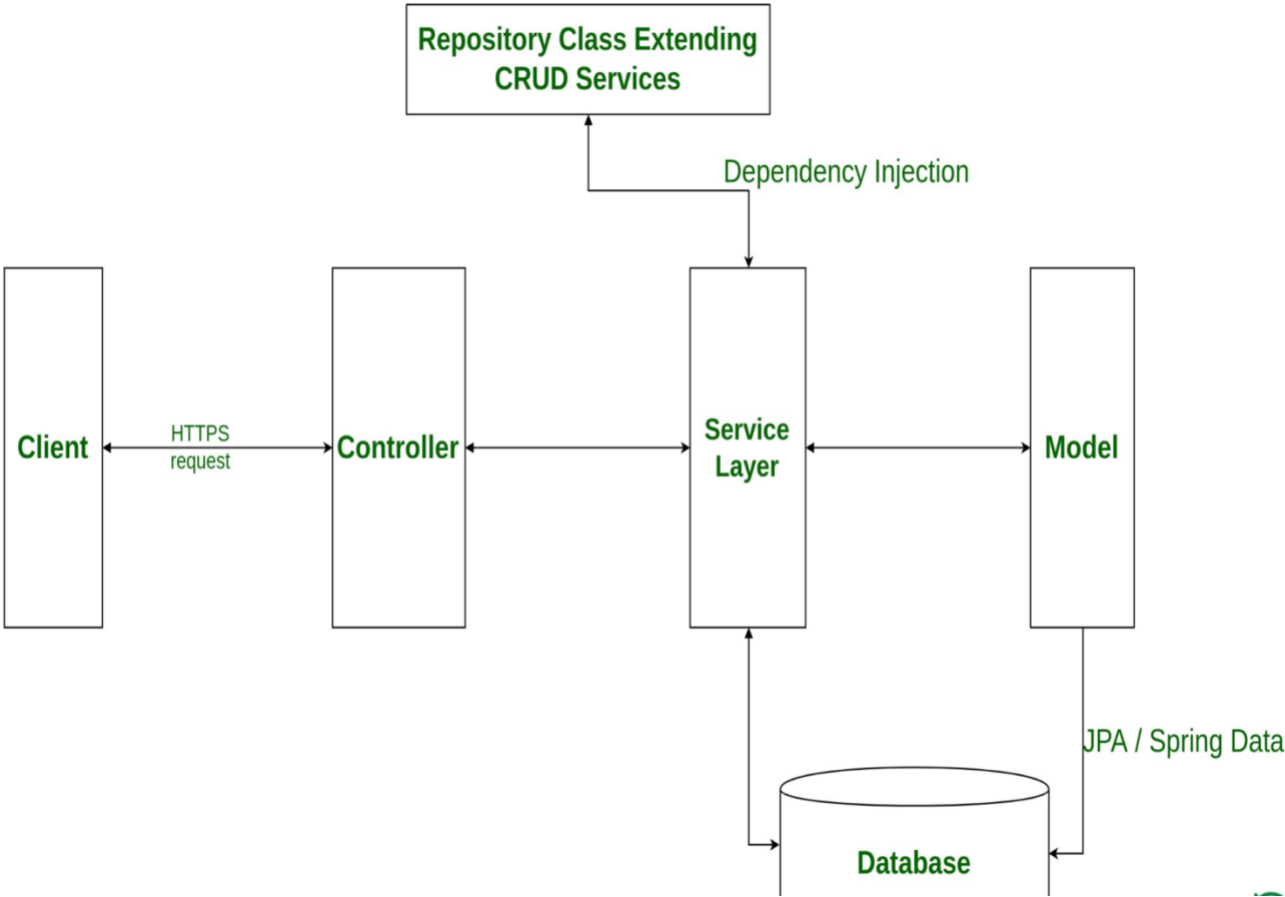 Repository Class Extending
CRUD Services
Dependency Injection
Client
HTTPS
request
Controller
Service
Layer
Model
JPA / Spring Data
Database